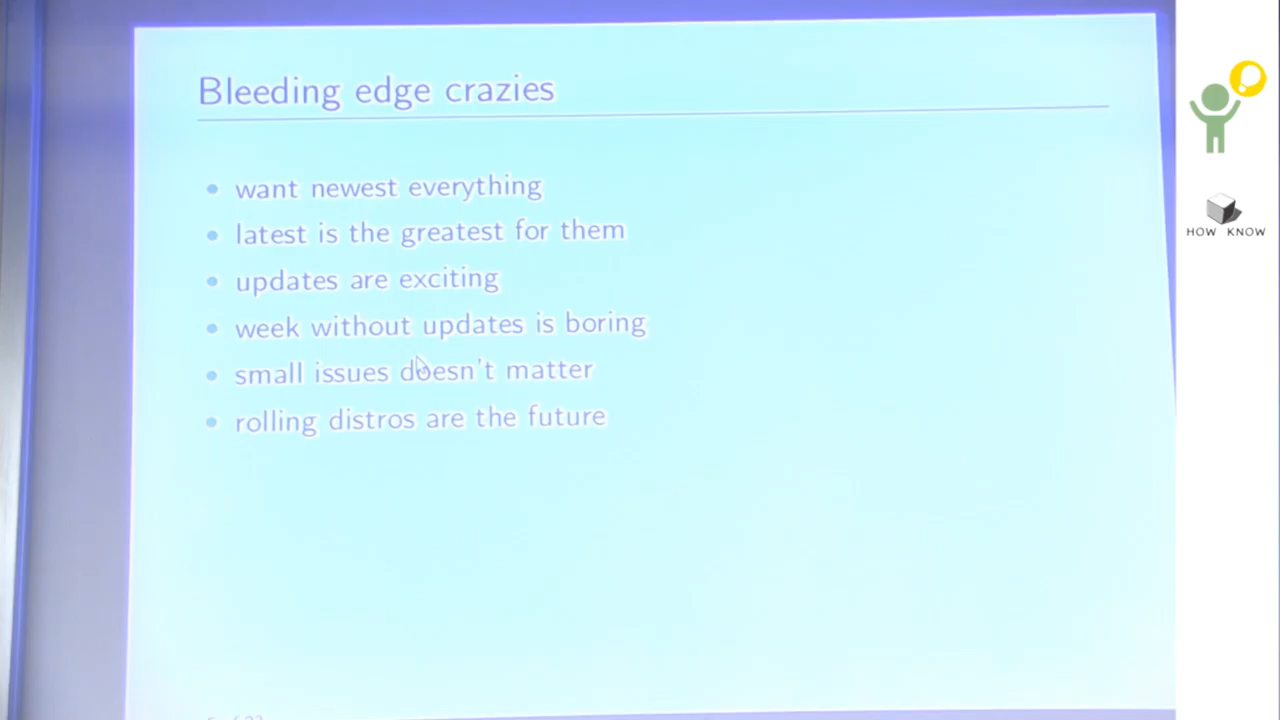 Bleeding edge crazies
want newest everything
latest is the greatest for them
updates are exciting
week without updates is boring
small issues doesn't matter
rolling distros are the future
HOW KNOW